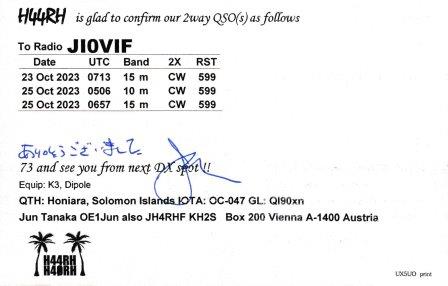 H44RH is glad to confirm our 2way QSO(s) as follows
To Radio JI0VIF
Date UTC Band 2X RST
23 Oct 2023 0713 15 m CW 599
25 Oct 2023 0506 10 m CW 599
25 Oct 2023 0657 15 m CW 599
ありがとうございました
73 and see you from next DX spot !!
Equip: K3, Dipole
QTH: Honiara, Solomon Islands IOTA: OC-047 GL: QI90xn
Jun Tanaka OE1Jun also JH4RHF KH2S Box 200 Vienna A-1400 Austria
H44RH
H40RH
UX5UO print